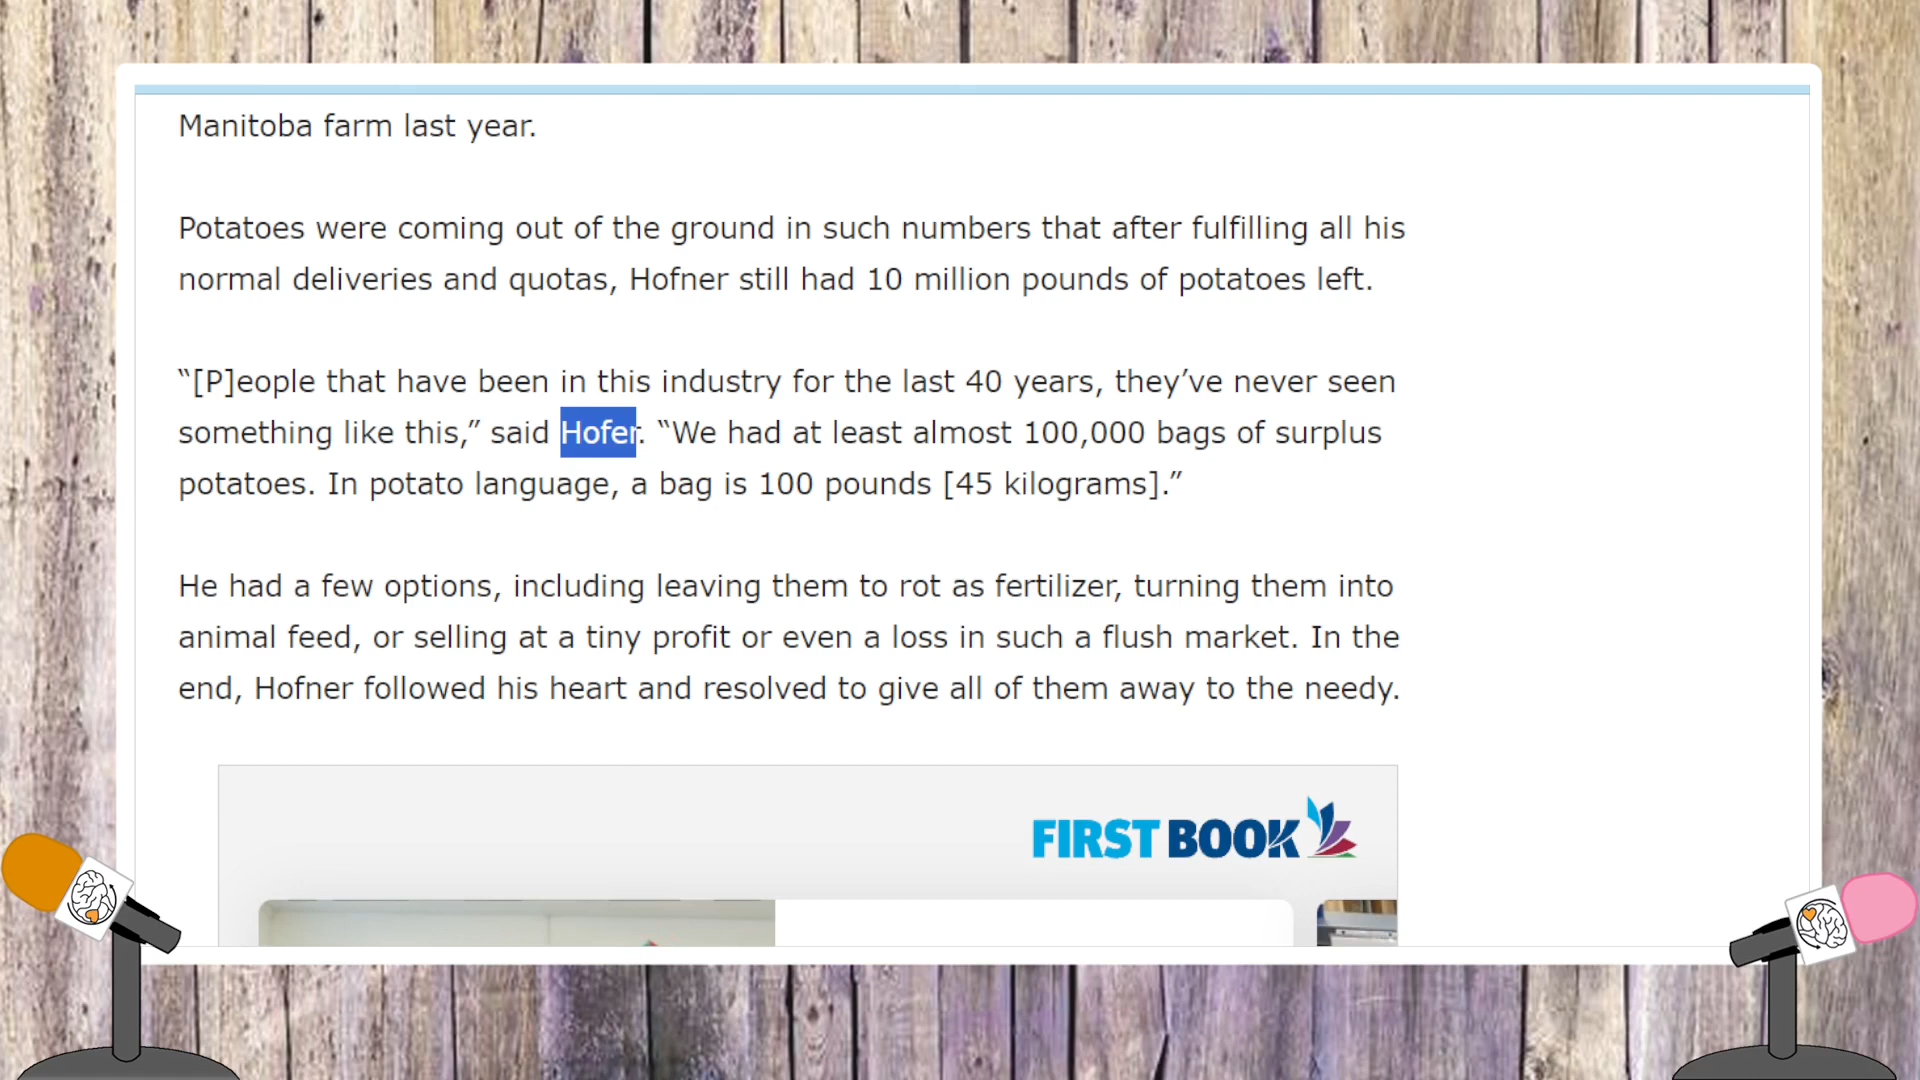 Manitoba farm last year.
Potatoes were coming out of the ground in such numbers that after fulfilling all his
normal deliveries and quotas, Hofner still had 10 million pounds of potatoes left.
“[P]eople that have been in this industry for the last 40 years, they’ve never seen
something like this,” said Hofer. “We had at least almost 100,000 bags of surplus
potatoes. In potato language, a bag is 100 pounds [45 kilograms].”
He had a few options, including leaving them to rot as fertilizer, turning them into
animal feed, or selling at a tiny profit or even a loss in such a flush market. In the
end, Hofner followed his heart and resolved to give all of them away to the needy.
FIRST BOOK